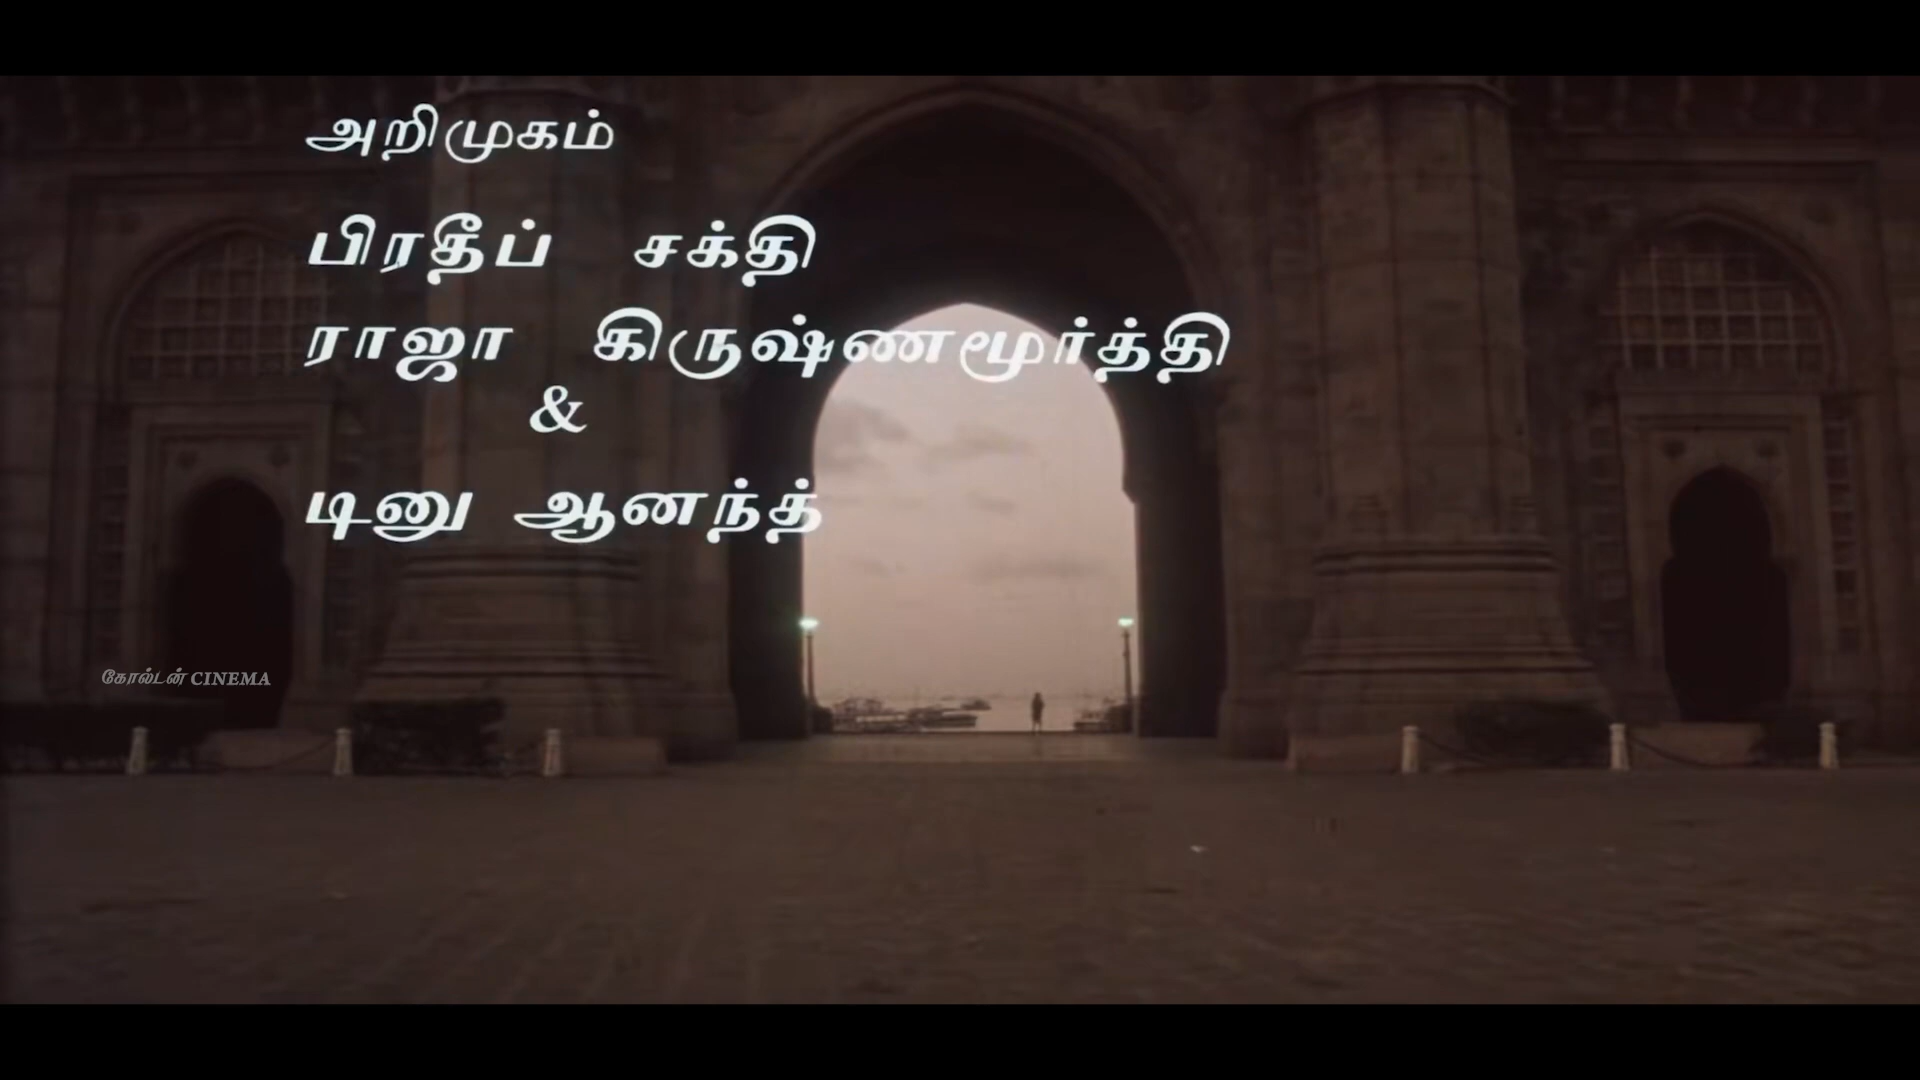 அறிமுகம்
பிரதீப் சக்தி
ராஜா கிருஷ்ணமூர்த்தி
&
டினு ஆனந்த்
கோல்டன் CINEMA